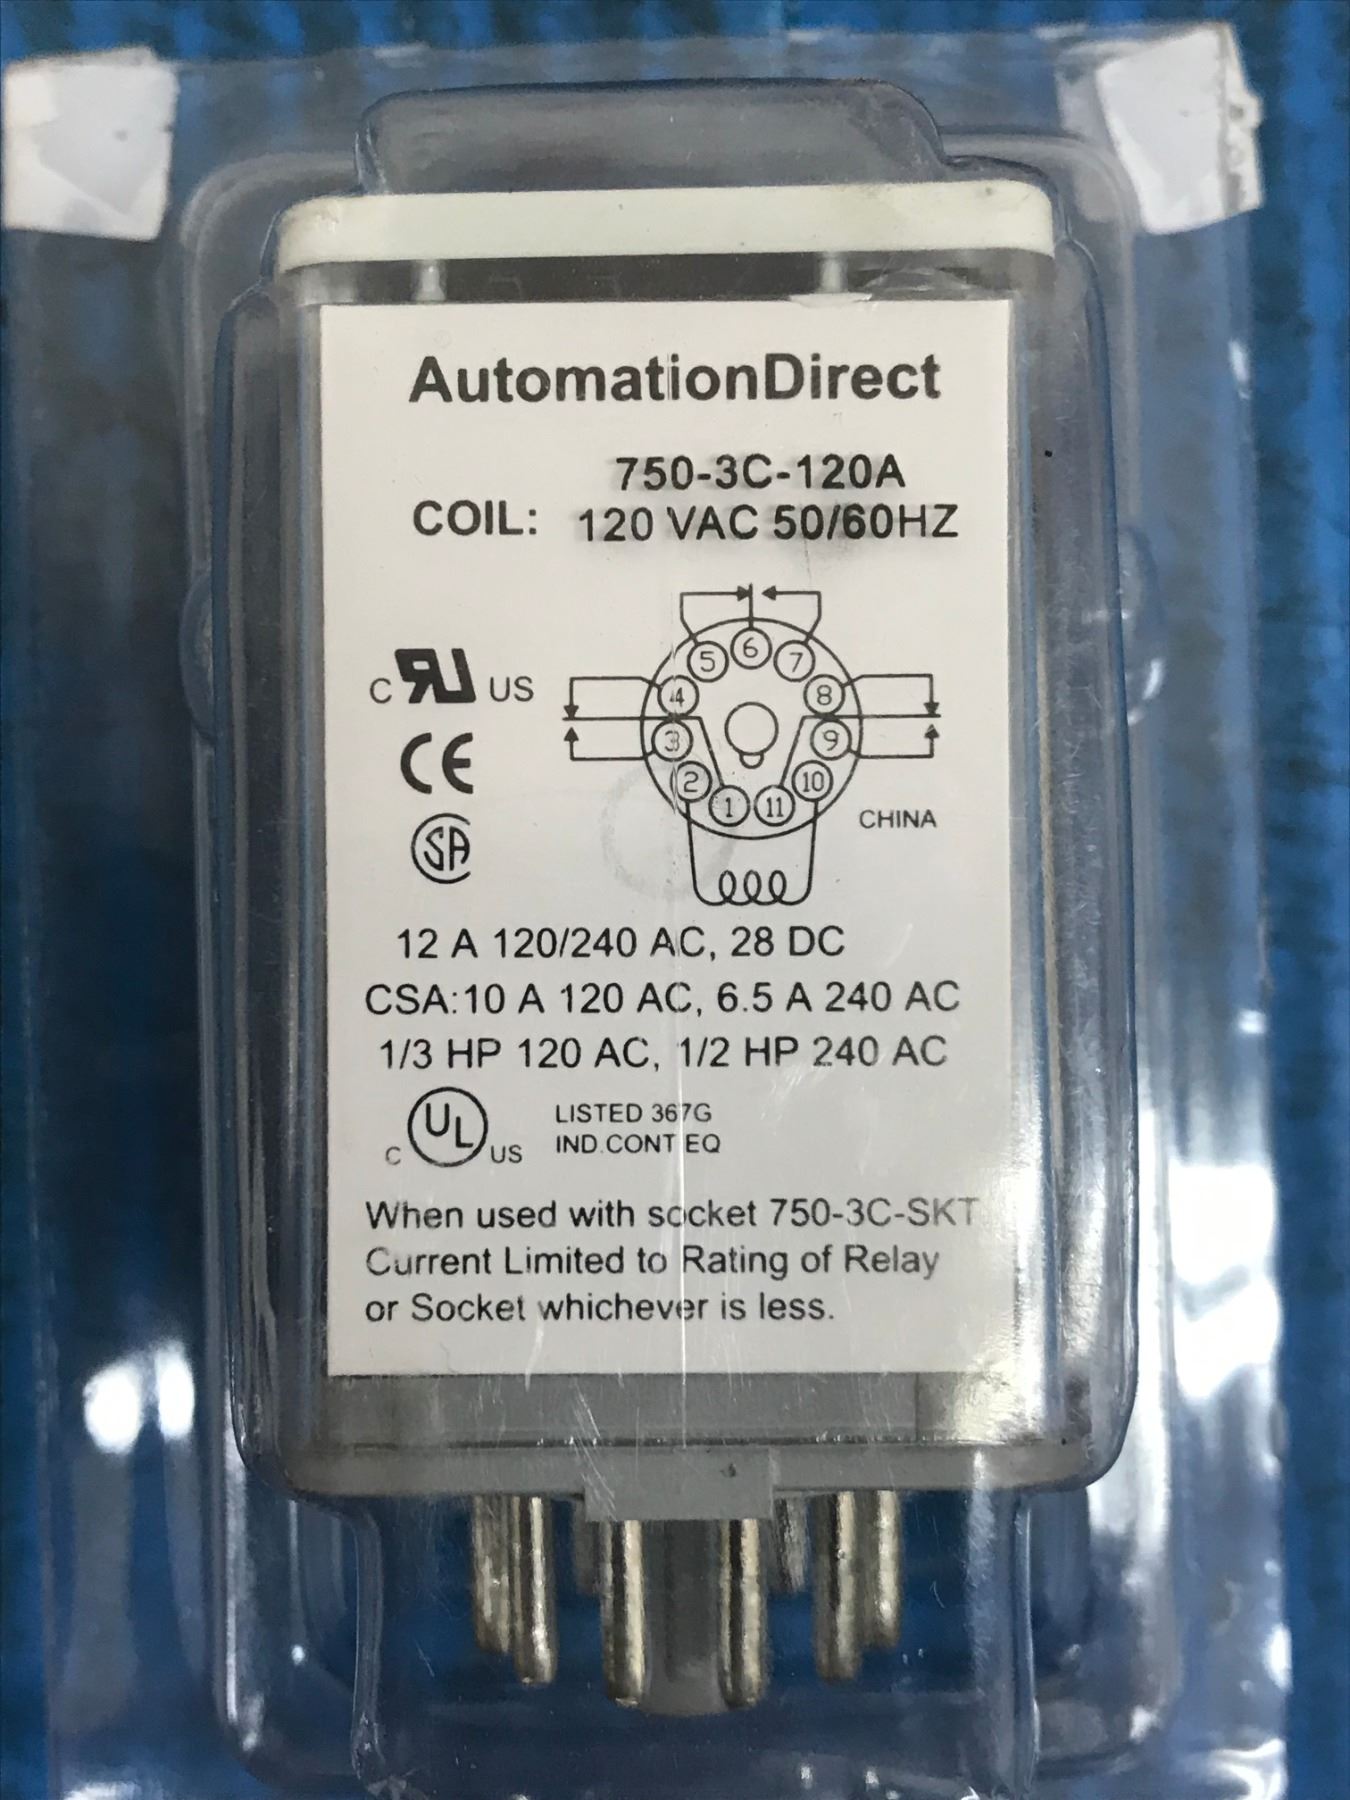 AutomationDirect
750-3C-120A
COIL: 120 VAC 50/60HZ
5 6 7
4 8
3 9
2 10
1 11
C RU US
CE
SA
CHINA
12 A 120/240 AC, 28 DC
CSA:10 A 120 AC, 6.5 A 240 AC
1/3 HP 120 AC, 1/2 HP 240 AC
C UL US
LISTED 367G
IND.CONT EQ
When used with socket 750-3C-SKT
Current Limited to Rating of Relay
or Socket whichever is less.